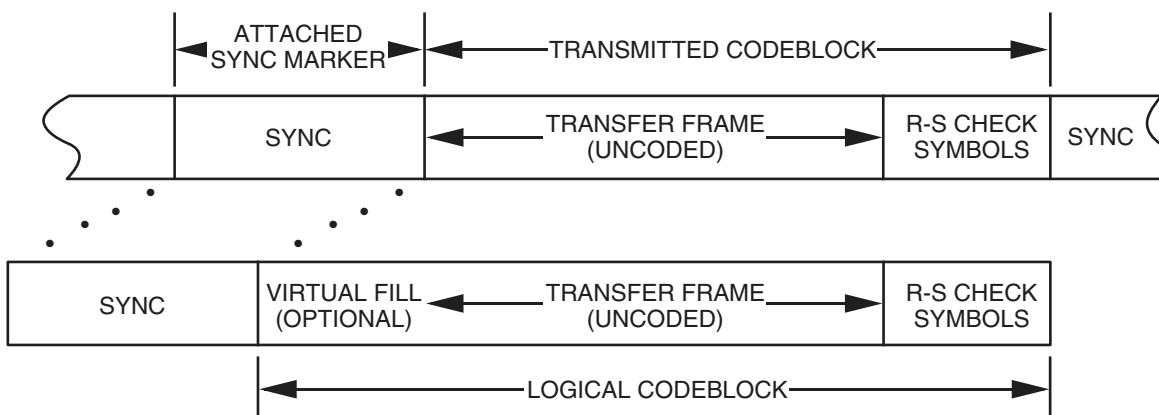 ATTACHED
SYNC MARKER
TRANSMITTED CODEBLOCK
SYNC
TRANSFER FRAME
(UNCODED)
R-S CHECK
SYMBOLS
SYNC
SYNC
VIRTUAL FILL
(OPTIONAL)
TRANSFER FRAME
(UNCODED)
R-S CHECK
SYMBOLS
LOGICAL CODEBLOCK